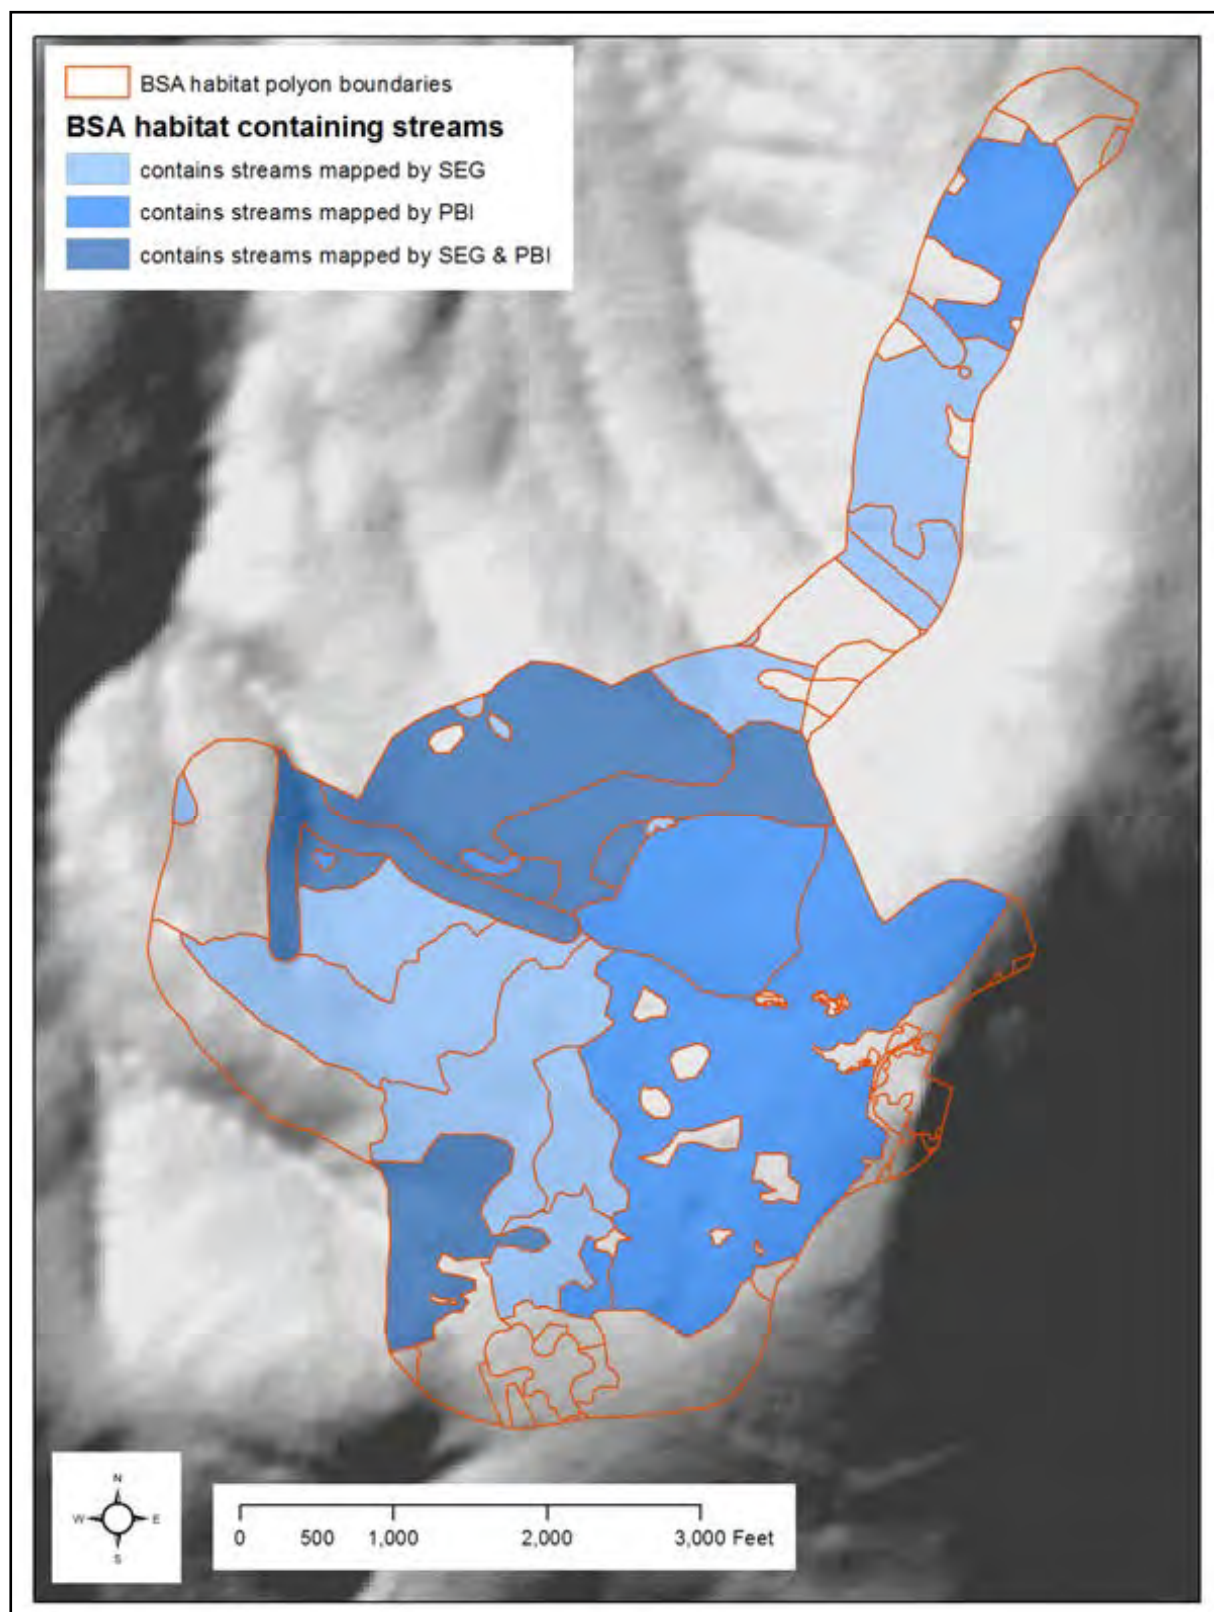 BSA habitat polyon boundaries
BSA habitat containing streams
contains streams mapped by SEG
contains streams mapped by PBI
contains streams mapped by SEG & PBI
N
W E
S
0 500 1,000 2,000 3,000 Feet